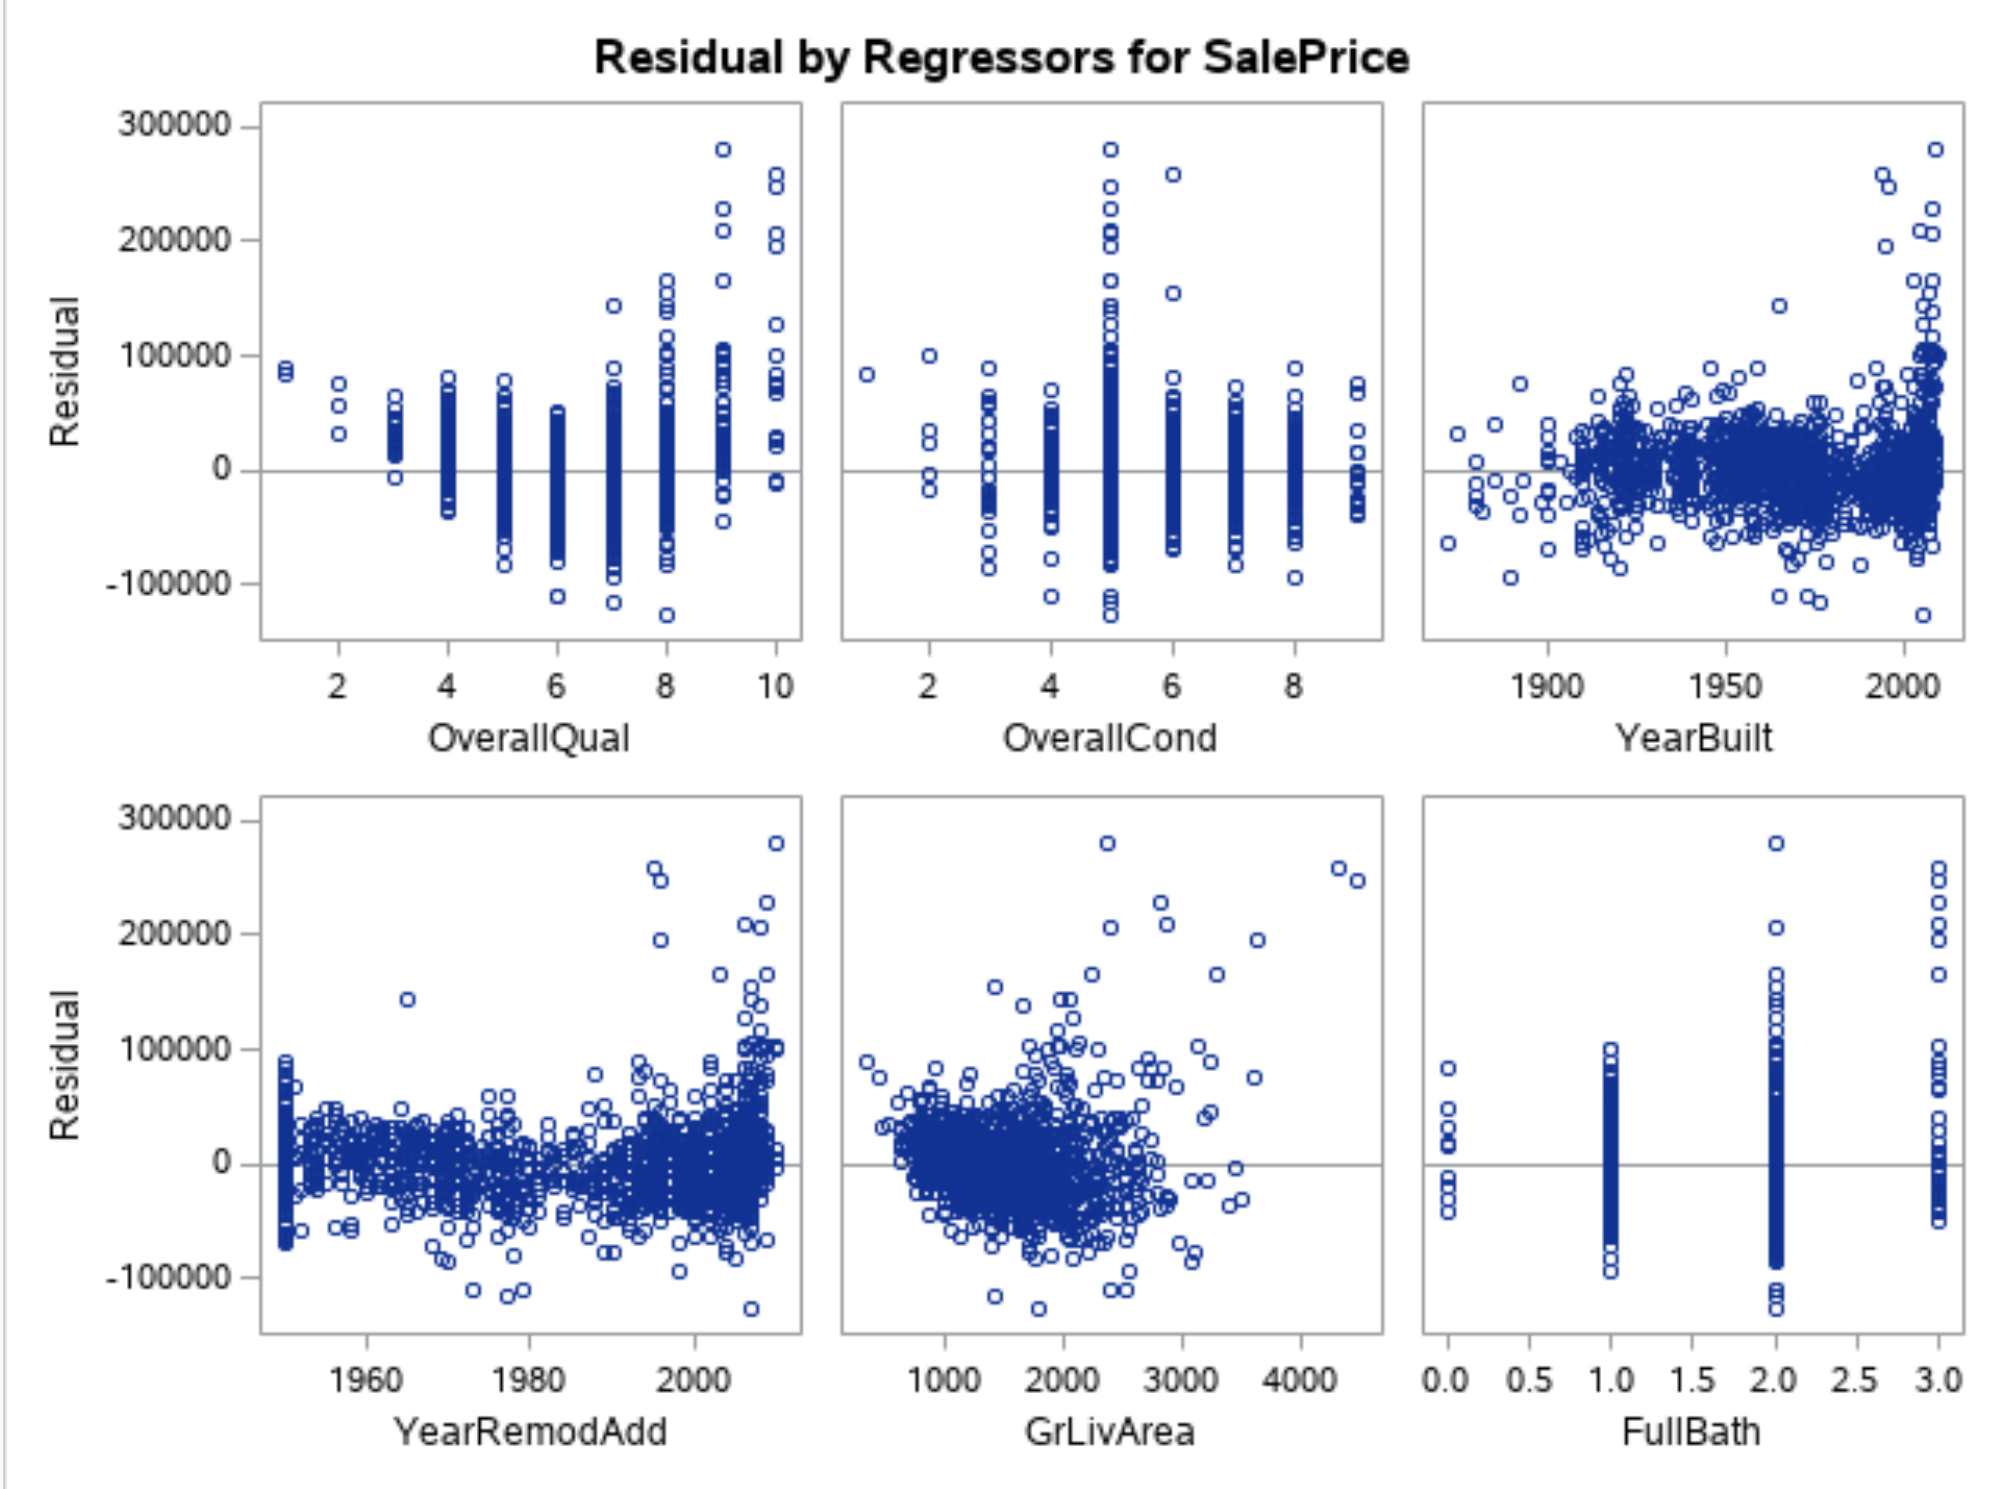 Residual by Regressors for SalePrice
300000
200000
100000
0
-100000
Residual
2 4 6 8 10
2 4 6 8
1900 1950 2000
OverallQual
OverallCond
YearBuilt
300000
200000
100000
0
-100000
Residual
1960 1980 2000
1000 2000 3000 4000
0.0 0.5 1.0 1.5 2.0 2.5 3.0
YearRemodAdd
GrLivArea
FullBath